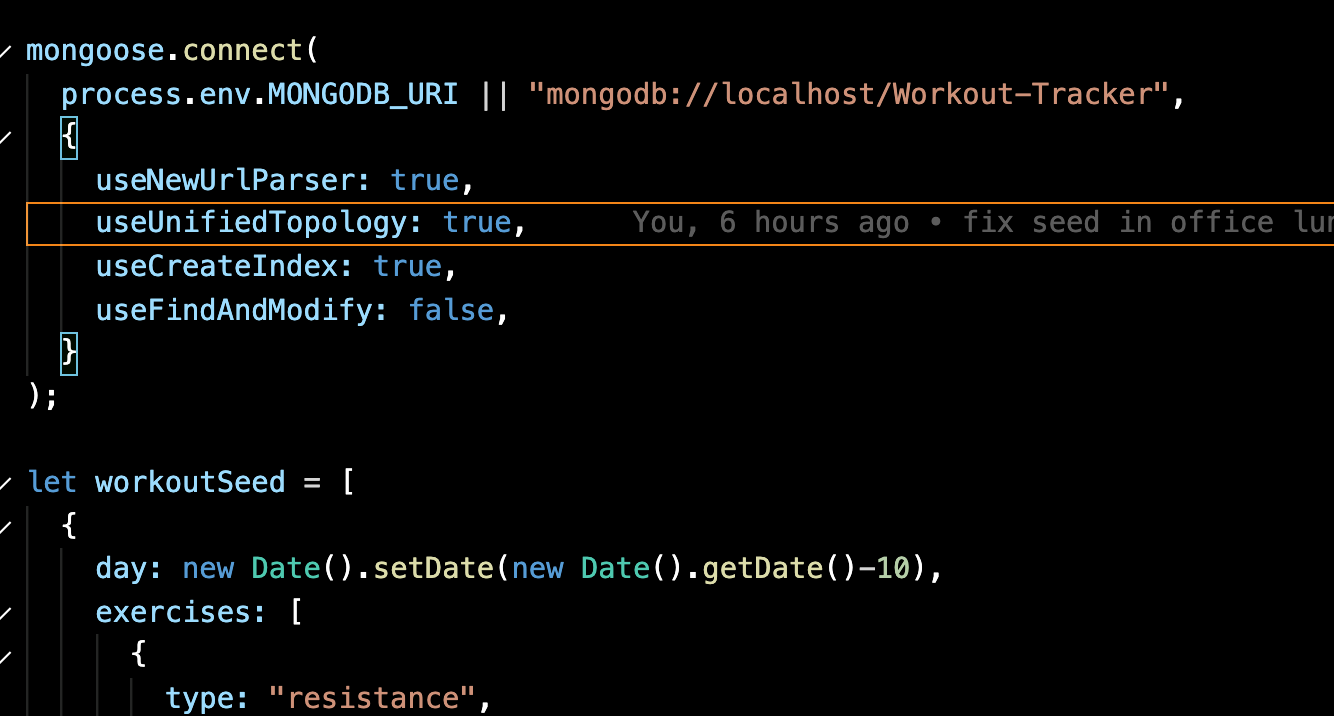 mongoose.connect(
process.env.MONGODB_URI || "mongodb://localhost/Workout-Tracker",
{
useNewUrlParser: true,
useUnifiedTopology: true, You, 6 hours ago • fix seed in office
useCreateIndex: true,
useFindAndModify: false,
}
);
let workoutSeed = [
{
day: new Date().setDate(new Date().getDate()-10),
exercises: [
{
type: "resistance",